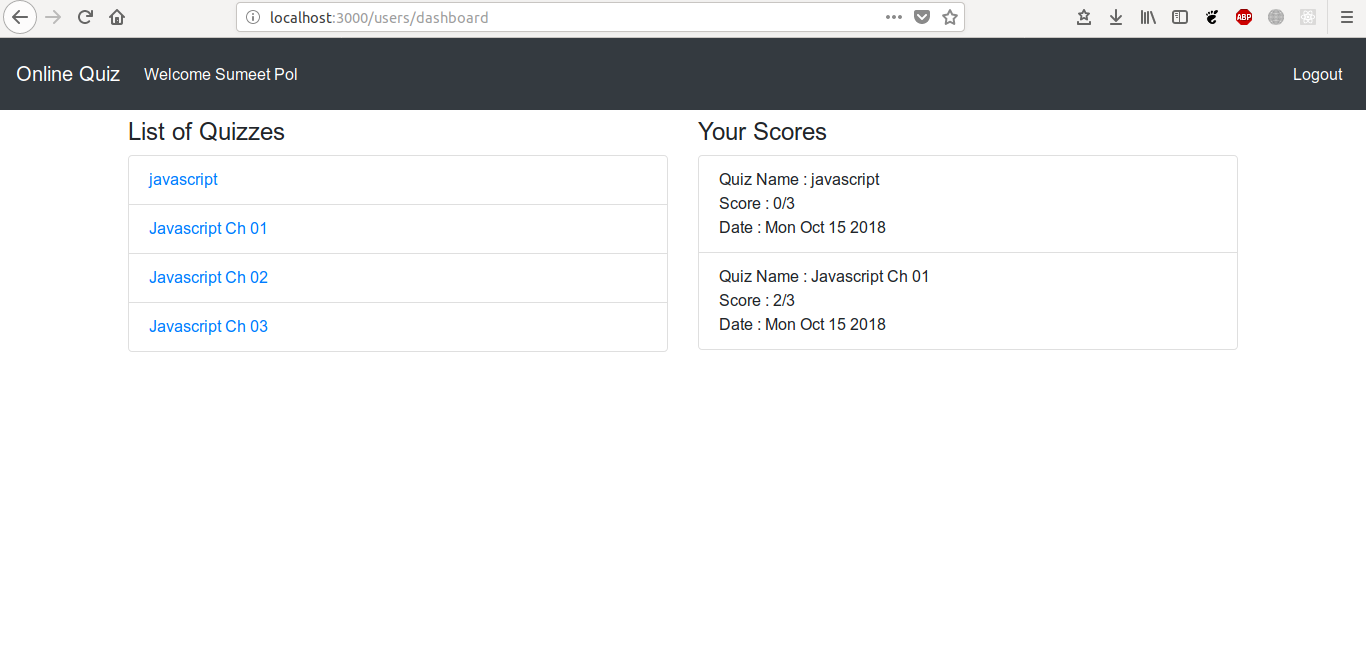 localhost:3000/users/dashboard
ABP
Online Quiz Welcome Sumeet Pol Logout
List of Quizzes
javascript
Javascript Ch 01
Javascript Ch 02
Javascript Ch 03
Your Scores
Quiz Name : javascript
Score : 0/3
Date : Mon Oct 15 2018
Quiz Name : Javascript Ch 01
Score : 2/3
Date : Mon Oct 15 2018